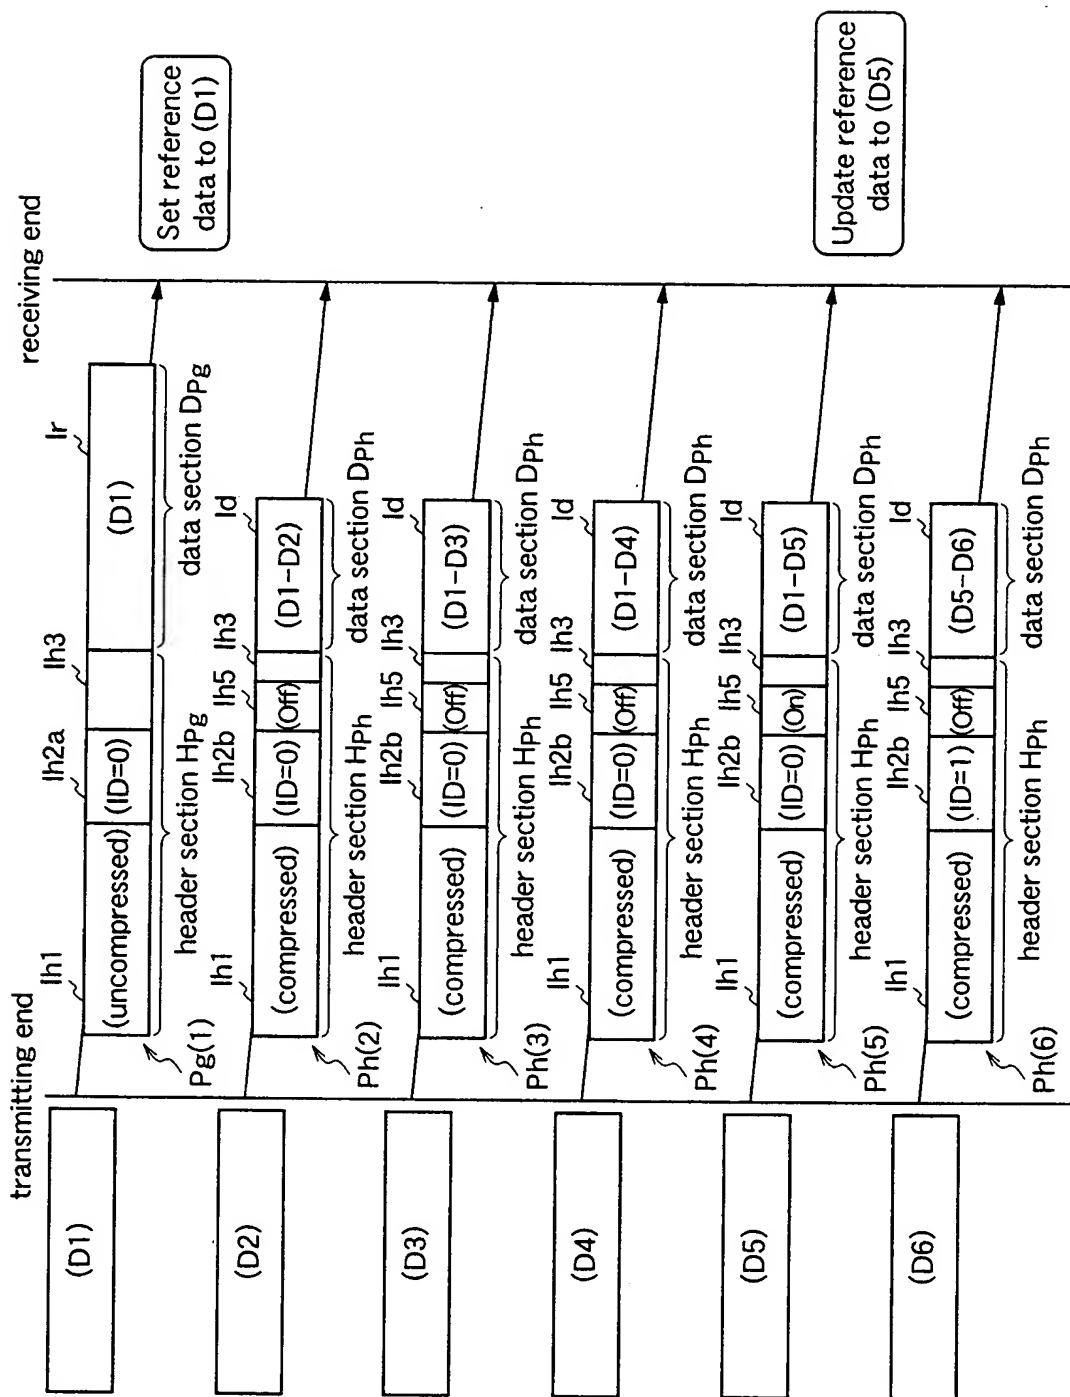 transmitting end
receiving end
(D1)
Ih1
Ih2a
Ih3
Ir
(uncompressed)
(ID=0)
(D1)
Pg(1)
header section HPg
data section DPg
Set reference
data to (D1)
(D2)
Ih1
Ih2b
Ih5
Ih3
Id
(compressed)
(ID=0)
(Off)
(D1-D2)
Ph(2)
header section HPh
data section DPh
(D3)
Ih1
Ih2b
Ih5
Ih3
Id
(compressed)
(ID=0)
(Off)
(D1-D3)
Ph(3)
header section HPh
data section DPh
(D4)
Ih1
Ih2b
Ih5
Ih3
Id
(compressed)
(ID=0)
(Off)
(D1-D4)
Ph(4)
header section HPh
data section DPh
(D5)
Ih1
Ih2b
Ih5
Ih3
Id
(compressed)
(ID=0)
(On)
(D1-D5)
Ph(5)
header section HPh
data section DPh
Update reference
data to (D5)
(D6)
Ih1
Ih2b
Ih5
Ih3
Id
(compressed)
(ID=1)
(Off)
(D5-D6)
Ph(6)
header section HPh
data section DPh